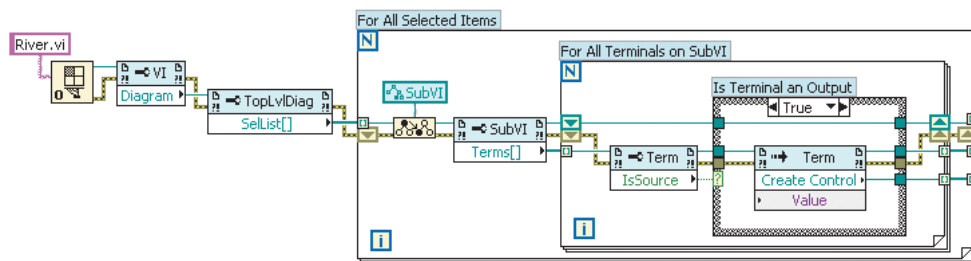 For All Selected Items
River.vi
N
For All Terminals on SubVI
N
VI
Diagram
0
TopLvlDiag
SelList[]
SubVI
SubVI
Terms[]
Is Terminal an Output
True
Term
IsSource
?
Term
Create Control
Value
i
i